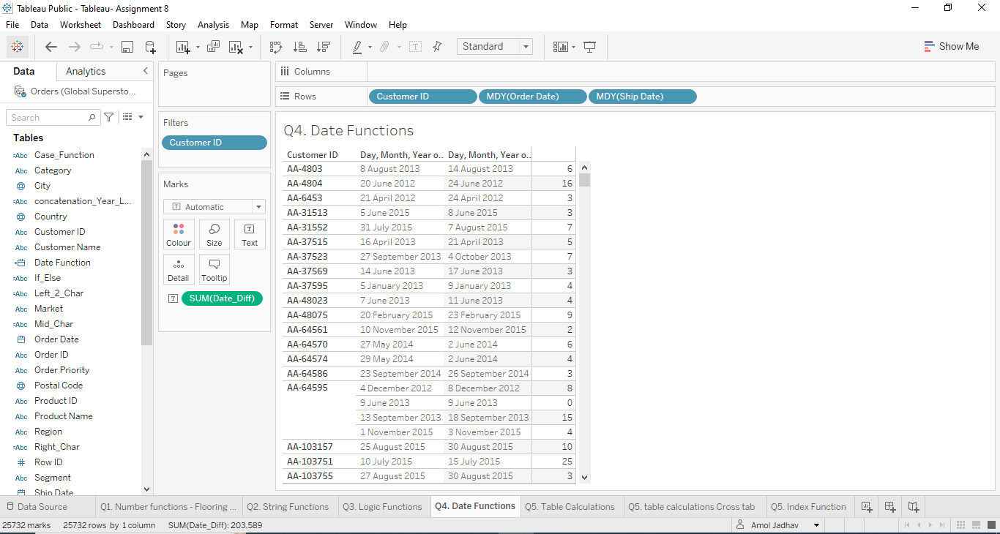 Tableau Public - Tableau- Assignment 8
File Data Worksheet Dashboard Story Analysis Map Format Server Window Help
Standard
Show Me
Data Analytics
Orders (Global Supersto...
Search
Tables
=Abc Case_Function
Abc Category
City
=Abc concatenation_Year_L...
Country
Abc Customer ID
Abc Customer Name
Date Function
=Abc If_Else
=Abc Left_2_Char
Abc Market
=Abc Mid_Char
Order Date
Abc Order ID
Abc Order Priority
Postal Code
Abc Product ID
Abc Product Name
Abc Region
=Abc Right_Char
Row ID
Abc Segment
Ship Date
Pages
Filters
Customer ID
Marks
Automatic
Colour Size Text
Detail Tooltip
SUM(Date_Diff)
Columns
Rows Customer ID MDY(Order Date) MDY(Ship Date)
Q4. Date Functions
Customer ID Day, Month, Year o.. Day, Month, Year o..
AA-4803 8 August 2013 14 August 2013 6
AA-4804 20 June 2012 24 June 2012 16
AA-6453 21 April 2012 24 April 2012 3
AA-31513 5 June 2015 8 June 2015 3
AA-31552 31 July 2015 7 August 2015 7
AA-37515 16 April 2013 21 April 2013 5
AA-37523 27 September 2013 4 October 2013 7
AA-37569 14 June 2013 17 June 2013 3
AA-37595 5 January 2013 9 January 2013 4
AA-48023 7 June 2013 11 June 2013 4
AA-48075 20 February 2015 23 February 2015 9
AA-64561 10 November 2015 12 November 2015 2
AA-64570 27 May 2014 2 June 2014 6
AA-64574 29 May 2014 2 June 2014 4
AA-64586 23 September 2014 26 September 2014 3
AA-64595 4 December 2012 8 December 2012 8
9 June 2013 9 June 2013 0
13 September 2013 18 September 2013 15
1 November 2015 3 November 2015 4
AA-103157 25 August 2015 30 August 2015 10
AA-103751 10 July 2015 15 July 2015 25
AA-103755 27 August 2015 30 August 2015 3
Data Source Q1. Number functions - Flooring ... Q2. String Functions Q3. Logic Functions Q4. Date Functions Q5. Table Calculations Q5. table calculations Cross tab Q5. Index Function
25732 marks 25732 rows by 1 column SUM(Date_Diff): 203,589 Amol Jadhav